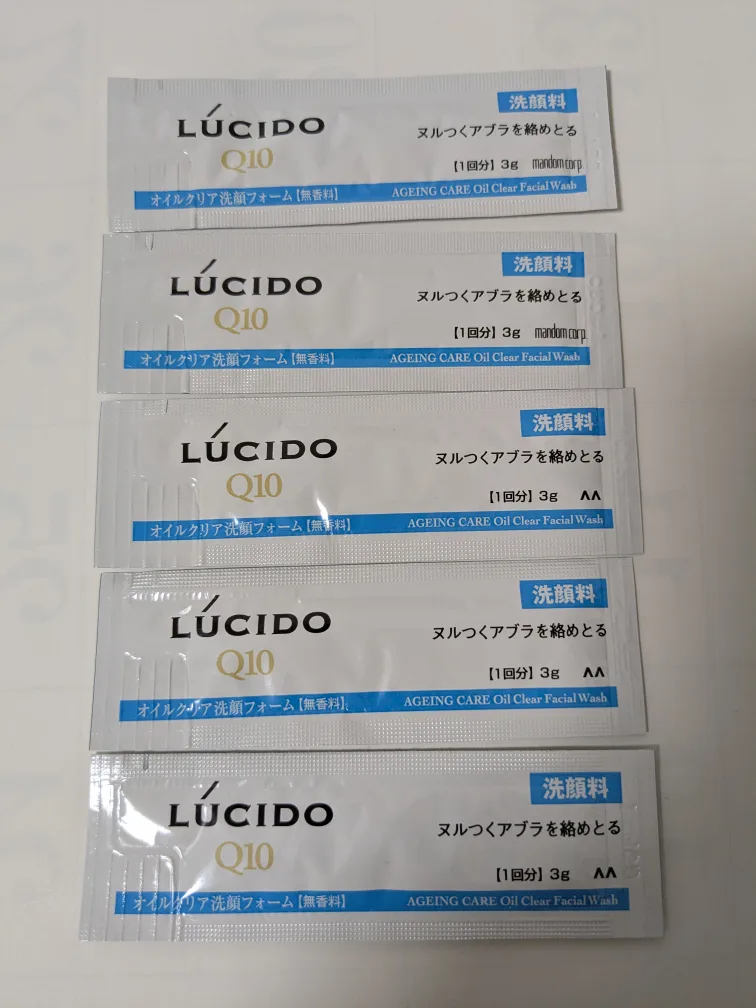 洗顔料
LÚCIDO
ヌルつくアブラを絡めとる
Q10
【1回分】3g mandom corp
オイルクリア洗顔フォーム【無香料】 AGEING CARE Oil Clear Facial Wash
洗顔料
LÚCIDO
ヌルつくアブラを絡めとる
Q10
【1回分】3g mandom corp
オイルクリア洗顔フォーム【無香料】 AGEING CARE Oil Clear Facial Wash
洗顔料
LÚCIDO
ヌルつくアブラを絡めとる
Q10
【1回分】3g ΛΛ
オイルクリア洗顔フォーム【無香料】 AGEING CARE Oil Clear Facial Wash
洗顔料
LÚCIDO
ヌルつくアブラを絡めとる
Q10
【1回分】3g ΛΛ
オイルクリア洗顔フォーム【無香料】 AGEING CARE Oil Clear Facial Wash
洗顔料
LÚCIDO
ヌルつくアブラを絡めとる
Q10
【1回分】3g ΛΛ
オイルクリア洗顔フォーム【無香料】 AGEING CARE Oil Clear Facial Wash